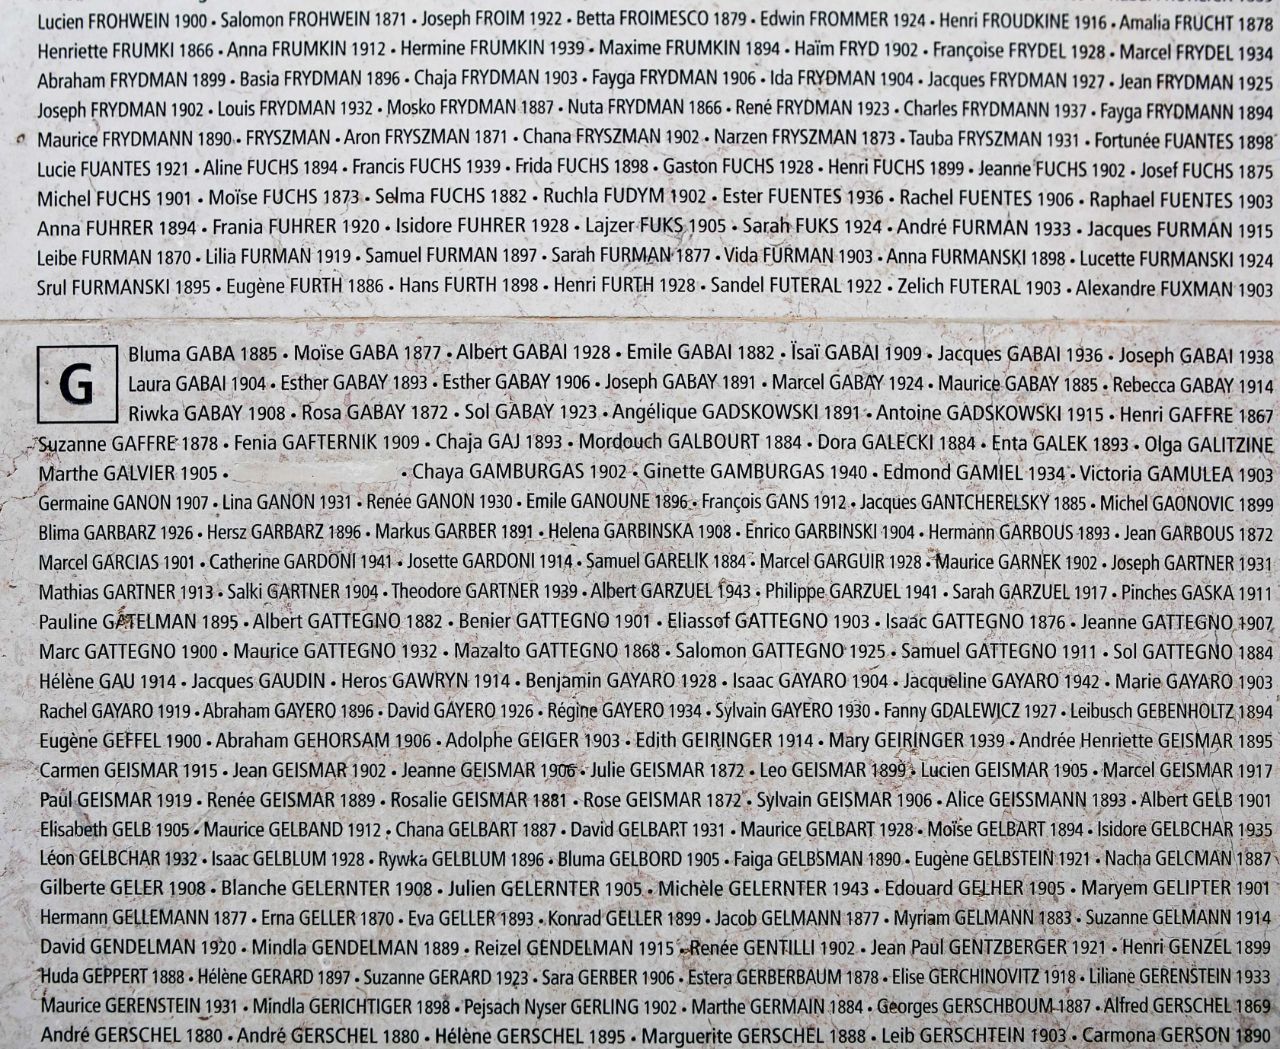 Lucien FROHWEIN 1900 • Salomon FROHWEIN 1871 • Joseph FROIM 1922 • Betta FROIMESCO 1879 • Edwin FROMMER 1924 • Henri FROUDKINE 1916 • Amalia FRUCHT 1878
Henriette FRUMKI 1866 • Anna FRUMKIN 1912 • Hermine FRUMKIN 1939 • Maxime FRUMKIN 1894 • Haïm FRYD 1902 • Françoise FRYDEL 1928 • Marcel FRYDEL 1934
Abraham FRYDMAN 1899 • Basia FRYDMAN 1896 • Chaja FRYDMAN 1903 • Fayga FRYDMAN 1906 • Ida FRYDMAN 1904 • Jacques FRYDMAN 1927 • Jean FRYDMAN 1925
Joseph FRYDMAN 1902 • Louis FRYDMAN 1932 • Mosko FRYDMAN 1887 • Nuta FRYDMAN 1866 • René FRYDMAN 1923 • Charles FRYDMANN 1937 • Fayga FRYDMANN 1894
Maurice FRYDMANN 1890 • FRYSZMAN • Aron FRYSZMAN 1871 • Chana FRYSZMAN 1902 • Narzen FRYSZMAN 1873 • Tauba FRYSZMAN 1931 • Fortunée FUANTES 1898
Lucie FUANTES 1921 • Aline FUCHS 1894 • Francis FUCHS 1939 • Frida FUCHS 1898 • Gaston FUCHS 1928 • Henri FUCHS 1899 • Jeanne FUCHS 1902 • Josef FUCHS 1875
Michel FUCHS 1901 • Moïse FUCHS 1873 • Selma FUCHS 1882 • Ruchla FUDYM 1902 • Ester FUENTES 1936 • Rachel FUENTES 1906 • Raphael FUENTES 1903
Anna FUHRER 1894 • Frania FUHRER 1920 • Isidore FUHRER 1928 • Lajzer FUKS 1905 • Sarah FUKS 1924 • André FURMAN 1933 • Jacques FURMAN 1915
Leibe FURMAN 1870 • Lilia FURMAN 1919 • Samuel FURMAN 1897 • Sarah FURMAN 1877 • Vida FURMAN 1903 • Anna FURMANSKI 1898 • Lucette FURMANSKI 1924
Srul FURMANSKI 1895 • Eugène FURTH 1886 • Hans FURTH 1898 • Henri FURTH 1928 • Sandel FUTERAL 1922 • Zelich FUTERAL 1903 • Alexandre FUXMAN 1903
G
Bluma GABA 1885 • Moïse GABA 1877 • Albert GABAI 1928 • Emile GABAI 1882 • Ïsaï GABAI 1909 • Jacques GABAI 1936 • Joseph GABAI 1938
Laura GABAI 1904 • Esther GABAY 1893 • Esther GABAY 1906 • Joseph GABAY 1891 • Marcel GABAY 1924 • Maurice GABAY 1885 • Rebecca GABAY 1914
Riwka GABAY 1908 • Rosa GABAY 1872 • Sol GABAY 1923 • Angélique GADSKOWSKI 1891 • Antoine GADSKOWSKI 1915 • Henri GAFFRE 1867
Suzanne GAFFRE 1878 • Fenia GAFTERNIK 1909 • Chaja GAJ 1893 • Mordouch GALBOURT 1884 • Dora GALECKI 1884 • Enta GALEK 1893 • Olga GALITZINE
Marthe GALVIER 1905 • • Chaya GAMBURGAS 1902 • Ginette GAMBURGAS 1940 • Edmond GAMIEL 1934 • Victoria GAMULEA 1903
Germaine GANON 1907 • Lina GANON 1931 • Renée GANON 1930 • Emile GANOUNE 1896 • François GANS 1912 • Jacques GANTCHERELSKY 1885 • Michel GAONOVIC 1899
Blima GARBARZ 1926 • Hersz GARBARZ 1896 • Markus GARBER 1891 • Helena GARBINSKA 1908 • Enrico GARBINSKI 1904 • Hermann GARBOUS 1893 • Jean GARBOUS 1872
Marcel GARCIAS 1901 • Catherine GARDONI 1941 • Josette GARDONI 1914 • Samuel GARELIK 1884 • Marcel GARGUIR 1928 • Maurice GARNEK 1902 • Joseph GARTNER 1931
Mathias GARTNER 1913 • Salki GARTNER 1904 • Theodore GARTNER 1939 • Albert GARZUEL 1943 • Philippe GARZUEL 1941 • Sarah GARZUEL 1917 • Pinches GASKA 1911
Pauline GATELMAN 1895 • Albert GATTEGNO 1882 • Benier GATTEGNO 1901 • Eliassof GATTEGNO 1903 • Isaac GATTEGNO 1876 • Jeanne GATTEGNO 1907
Marc GATTEGNO 1900 • Maurice GATTEGNO 1932 • Mazalto GATTEGNO 1868 • Salomon GATTEGNO 1925 • Samuel GATTEGNO 1911 • Sol GATTEGNO 1884
Hélène GAU 1914 • Jacques GAUDIN • Heros GAWRYN 1914 • Benjamin GAYARO 1928 • Isaac GAYARO 1904 • Jacqueline GAYARO 1942 • Marie GAYARO 1903
Rachel GAYARO 1919 • Abraham GAYERO 1896 • David GAYERO 1926 • Régine GAYERO 1934 • Sylvain GAYERO 1930 • Fanny GDALEWICZ 1927 • Leibusch GEBENHOLTZ 1894
Eugène GEFFEL 1900 • Abraham GEHORSAM 1906 • Adolphe GEIGER 1903 • Edith GEIRINGER 1914 • Mary GEIRINGER 1939 • Andrée Henriette GEISMAR 1895
Carmen GEISMAR 1915 • Jean GEISMAR 1902 • Jeanne GEISMAR 1906 • Julie GEISMAR 1872 • Leo GEISMAR 1899 • Lucien GEISMAR 1905 • Marcel GEISMAR 1917
Paul GEISMAR 1919 • Renée GEISMAR 1889 • Rosalie GEISMAR 1881 • Rose GEISMAR 1872 • Sylvain GEISMAR 1906 • Alice GEISSMANN 1893 • Albert GELB 1901
Elisabeth GELB 1905 • Maurice GELBAND 1912 • Chana GELBART 1887 • David GELBART 1931 • Maurice GELBART 1928 • Moïse GELBART 1894 • Isidore GELBCHAR 1935
Léon GELBCHAR 1932 • Isaac GELBLUM 1928 • Rywka GELBLUM 1896 • Bluma GELBORD 1905 • Faiga GELBSMAN 1890 • Eugène GELBSTEIN 1921 • Nacha GELCMAN 1887
Gilberte GELER 1908 • Blanche GELERNTER 1908 • Julien GELERNTER 1905 • Michèle GELERNTER 1943 • Edouard GELHER 1905 • Maryem GELIPTER 1901
Hermann GELLEMANN 1877 • Erna GELLER 1870 • Eva GELLER 1893 • Konrad GELLER 1899 • Jacob GELMANN 1877 • Myriam GELMANN 1883 • Suzanne GELMANN 1914
David GENDELMAN 1920 • Mindla GENDELMAN 1889 • Reizel GENDELMAN 1915 • Renée GENTILLI 1902 • Jean Paul GENTZBERGER 1921 • Henri GENZEL 1899
Huda GEPPERT 1888 • Hélène GERARD 1897 • Suzanne GERARD 1923 • Sara GERBER 1906 • Estera GERBERBAUM 1878 • Elise GERCHINOVITZ 1918 • Liliane GERENSTEIN 1933
Maurice GERENSTEIN 1931 • Mindla GERICHTIGER 1898 • Pejsach Nyser GERLING 1902 • Marthe GERMAIN 1884 • Georges GERSCHBOUM 1887 • Alfred GERSCHEL 1869
André GERSCHEL 1880 • André GERSCHEL 1880 • Hélène GERSCHEL 1895 • Marguerite GERSCHEL 1888 • Leib GERSCHTEIN 1903 • Carmona GERSON 1890